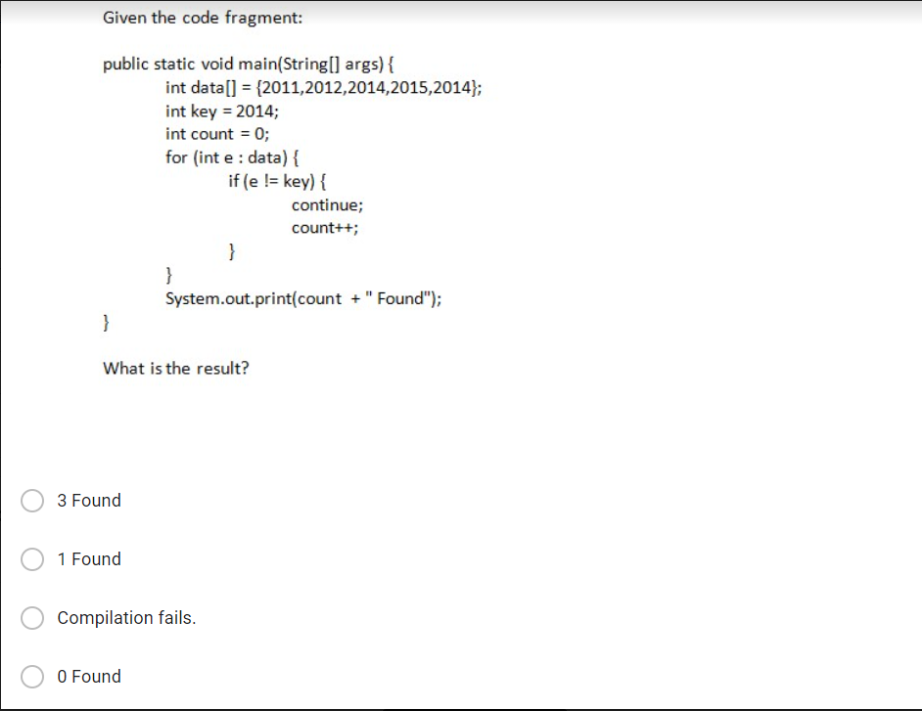 Given the code fragment:
public static void main(String[] args) {
int data[] = {2011,2012,2014,2015,2014};
int key = 2014;
int count = 0;
for (int e : data) {
if (e != key) {
continue;
count++;
}
}
System.out.print(count + " Found");
}
What is the result?
3 Found
1 Found
Compilation fails.
0 Found